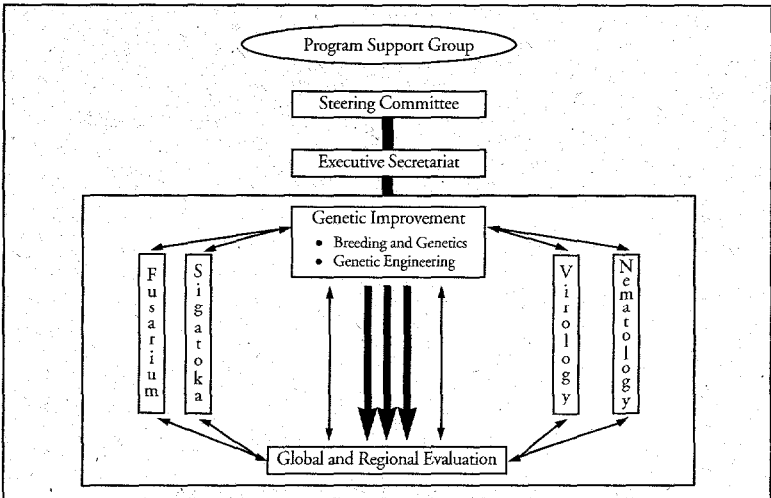 Program Support Group
Steering Committee
Executive Secretariat
Genetic Improvement
• Breeding and Genetics
• Genetic Engineering
Fusarium
Sigatoka
Virology
Nematology
Global and Regional Evaluation